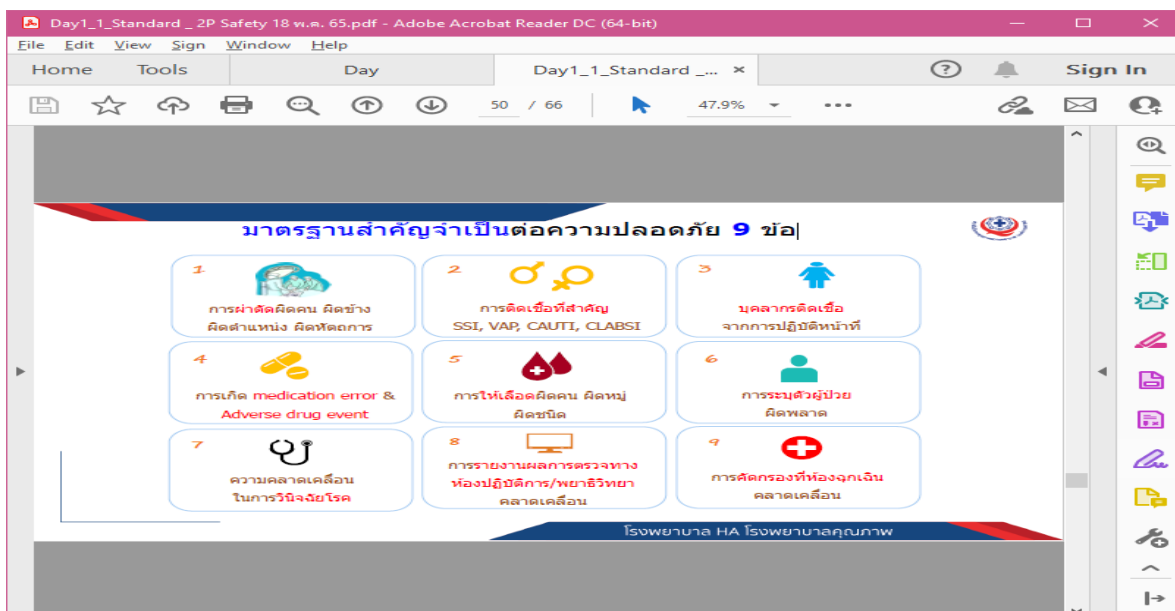 Day1_1_Standard _ 2P Safety 18 พ.ค. 65.pdf - Adobe Acrobat Reader DC (64-bit)
File Edit View Sign Window Help
Home Tools Day Day1_1_Standard _... × Sign In
50 / 66 47.9%
มาตรฐานสำคัญจำเป็นต่อความปลอดภัย 9 ข้อ
1
การผ่าตัดผิดคน ผิดข้าง
ผิดตำแหน่ง ผิดหัตถการ
2
การติดเชื้อที่สำคัญ
SSI, VAP, CAUTI, CLABSI
3
บุคลากรติดเชื้อ
จากการปฏิบัติหน้าที่
4
การเกิด medication error &
Adverse drug event
5
การให้เลือดผิดคน ผิดหมู่
ผิดชนิด
6
การระบุตัวผู้ป่วย
ผิดพลาด
7
ความคลาดเคลื่อน
ในการวินิจฉัยโรค
8
การรายงานผลการตรวจทาง
ห้องปฏิบัติการ/พยาธิวิทยา
คลาดเคลื่อน
9
การคัดกรองที่ห้องฉุกเฉิน
คลาดเคลื่อน
โรงพยาบาล HA โรงพยาบาลคุณภาพ